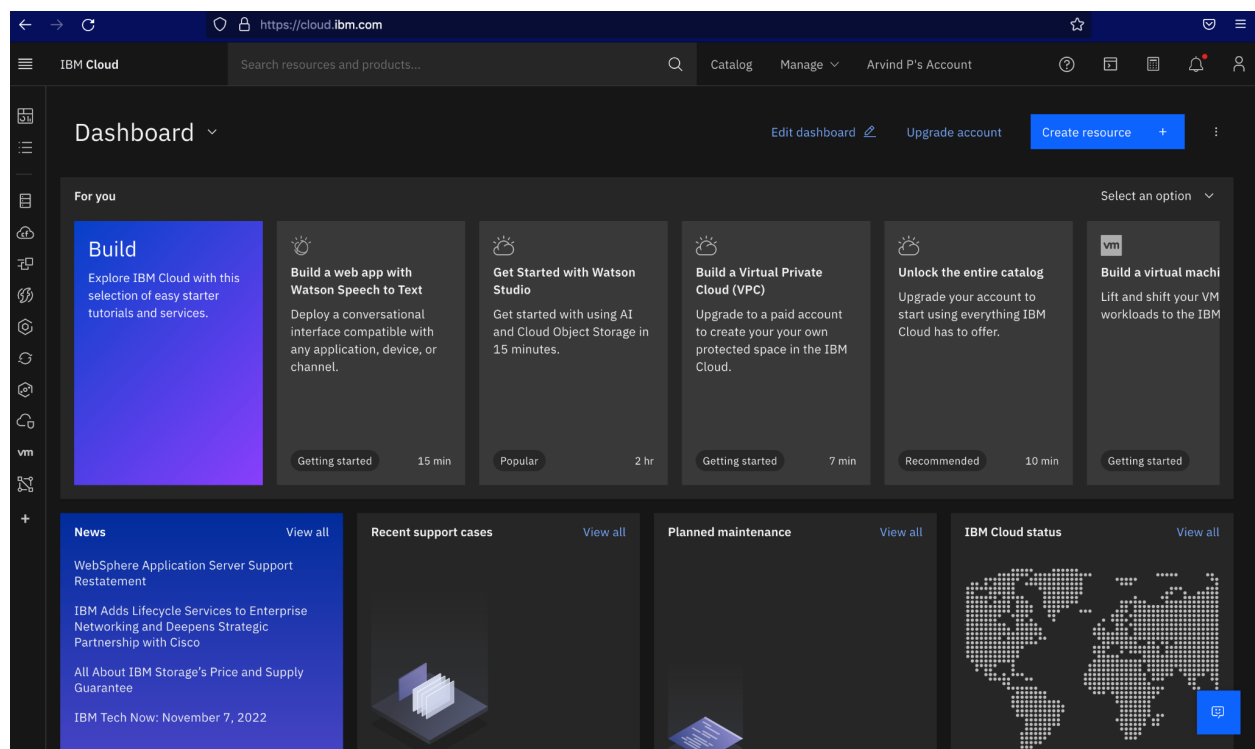 https://cloud.ibm.com
IBM Cloud
Search resources and products...
Catalog
Manage
Arvind P's Account
Dashboard
Edit dashboard
Upgrade account
Create resource +
For you
Select an option
Build
Explore IBM Cloud with this
selection of easy starter
tutorials and services.
Build a web app with
Watson Speech to Text
Deploy a conversational
interface compatible with
any application, device, or
channel.
Getting started
15 min
Get Started with Watson
Studio
Get started with using AI
and Cloud Object Storage in
15 minutes.
Popular
2 hr
Build a Virtual Private
Cloud (VPC)
Upgrade to a paid account
to create your your own
protected space in the IBM
Cloud.
Getting started
7 min
Unlock the entire catalog
Upgrade your account to
start using everything IBM
Cloud has to offer.
Recommended
10 min
vm
Build a virtual machi
Lift and shift your VM
workloads to the IBM
Getting started
cf
vm
News
View all
WebSphere Application Server Support
Restatement
IBM Adds Lifecycle Services to Enterprise
Networking and Deepens Strategic
Partnership with Cisco
All About IBM Storage's Price and Supply
Guarantee
IBM Tech Now: November 7, 2022
Recent support cases
View all
Planned maintenance
View all
IBM Cloud status
View all